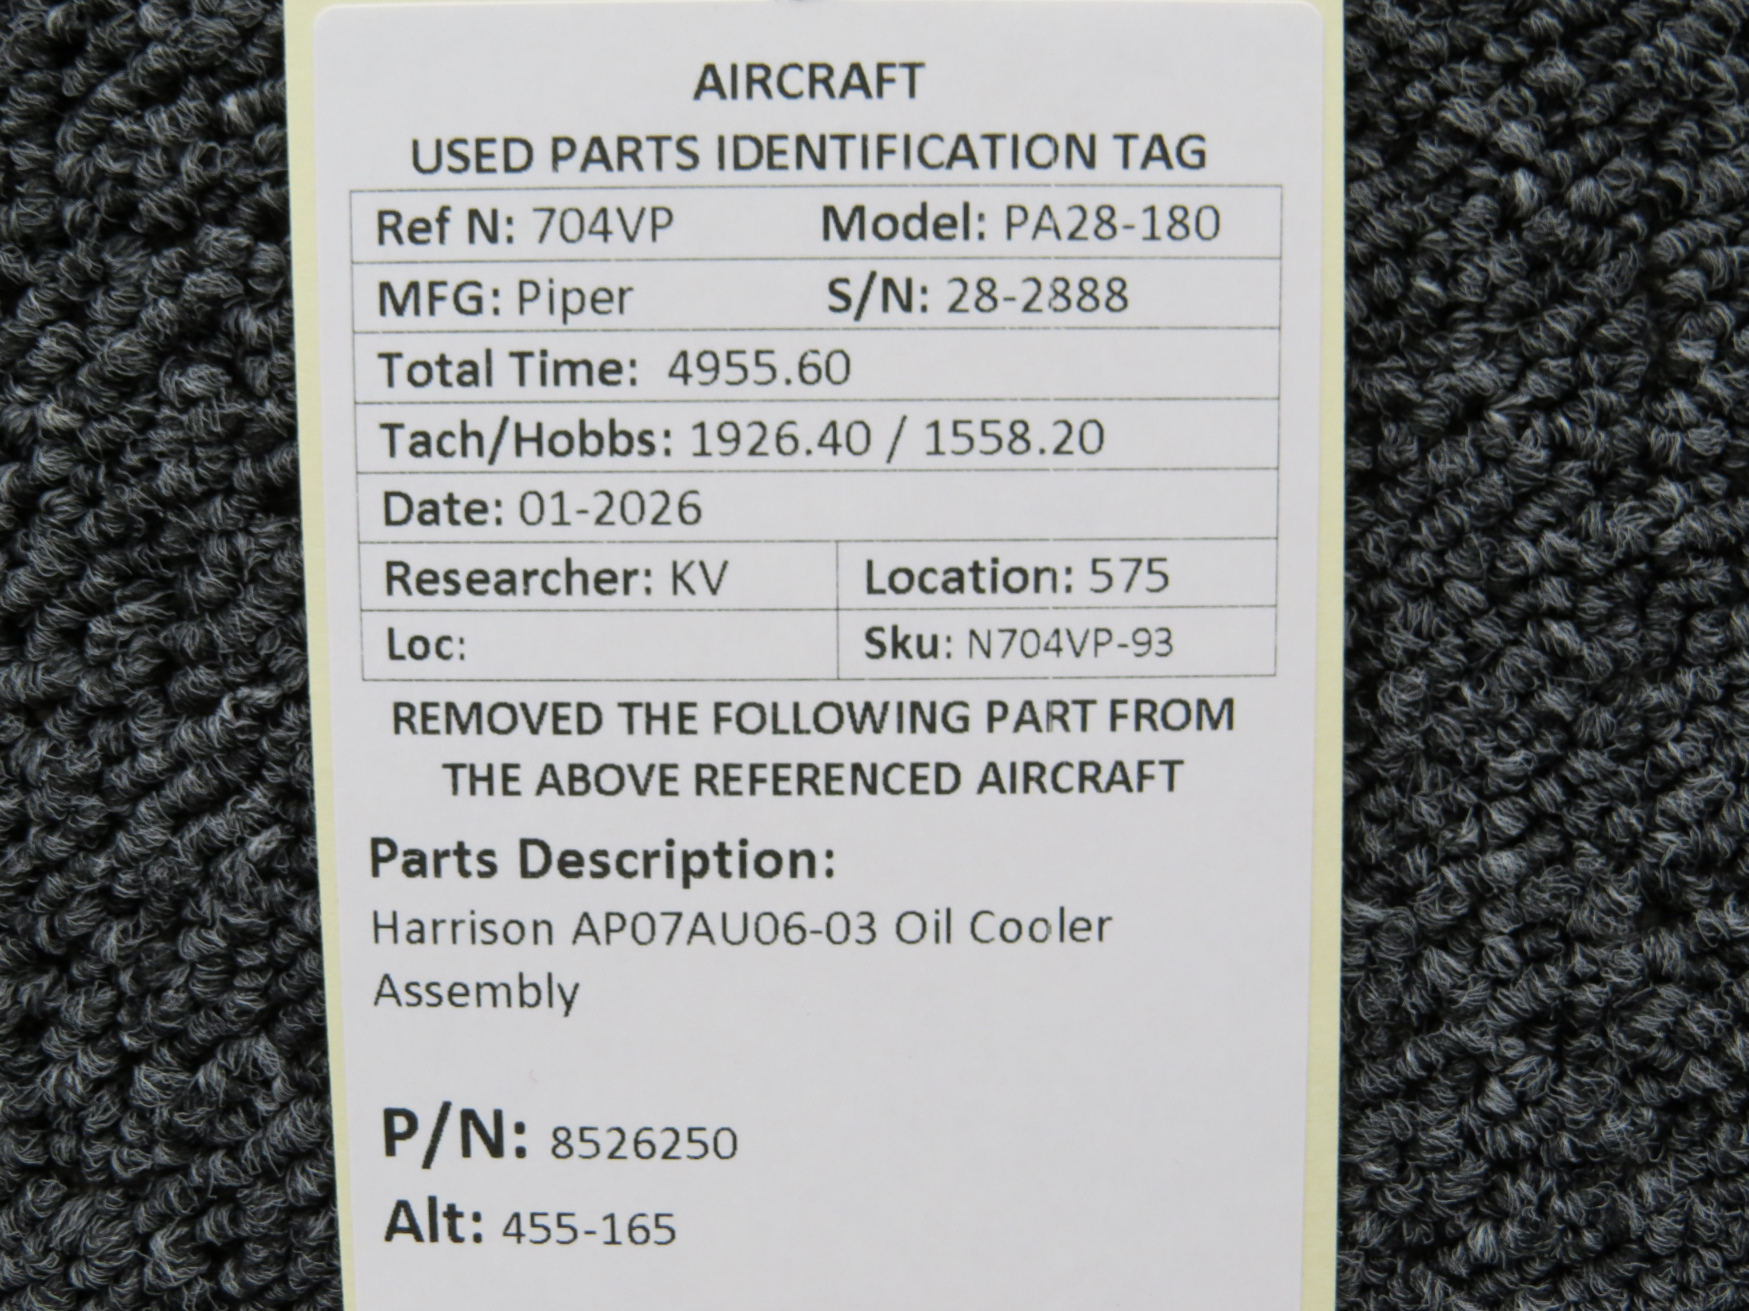 AIRCRAFT
USED PARTS IDENTIFICATION TAG
Ref N: 704VP Model: PA28-180
MFG: Piper S/N: 28-2888
Total Time: 4955.60
Tach/Hobbs: 1926.40 / 1558.20
Date: 01-2026
Researcher: KV Location: 575
Loc: Sku: N704VP-93
REMOVED THE FOLLOWING PART FROM
THE ABOVE REFERENCED AIRCRAFT
Parts Description:
Harrison AP07AU06-03 Oil Cooler
Assembly
P/N: 8526250
Alt: 455-165